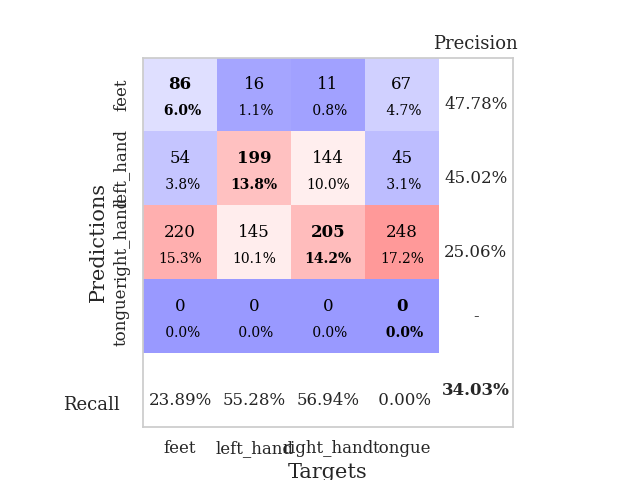 Precision
feet 86 16 11 67 47.78%
6.0% 1.1% 0.8% 4.7%
left_hand 54 199 144 45 45.02%
3.8% 13.8% 10.0% 3.1%
right_hand 220 145 205 248 25.06%
15.3% 10.1% 14.2% 17.2%
tongue 0 0 0 0 -
0.0% 0.0% 0.0% 0.0%
Predictions
Recall 23.89% 55.28% 56.94% 0.00% 34.03%
feet left_hand right_hand tongue
Targets